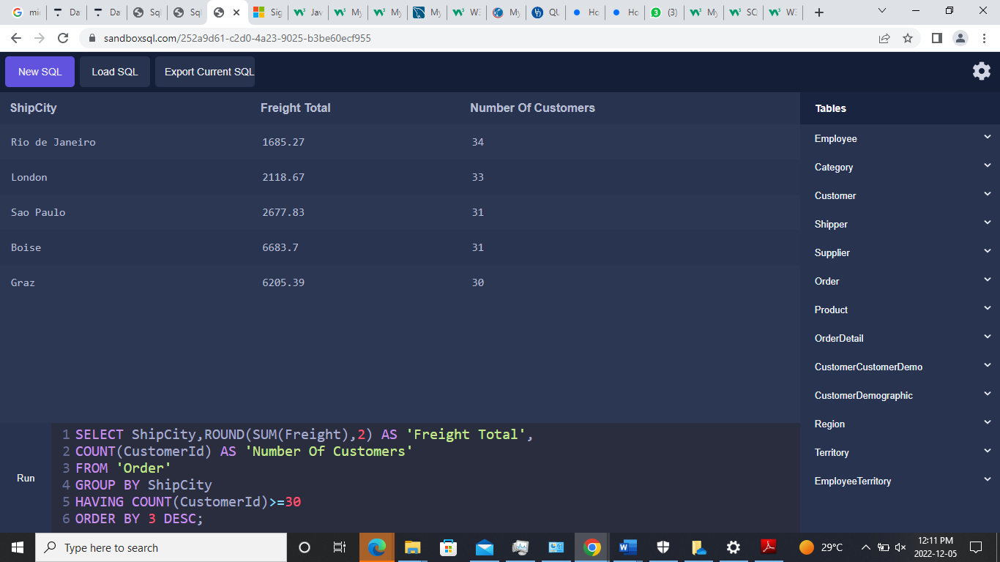 mic Da Da Sql Sql Sig Jav My My My W3 My QU Ho Ho (3) My SQ W3
sandboxsql.com/252a9d61-c2d0-4a23-9025-b3be60ecf955
New SQL Load SQL Export Current SQL
ShipCity Freight Total Number Of Customers
Rio de Janeiro 1685.27 34
London 2118.67 33
Sao Paulo 2677.83 31
Boise 6683.7 31
Graz 6205.39 30
Tables
Employee
Category
Customer
Shipper
Supplier
Order
Product
OrderDetail
CustomerCustomerDemo
CustomerDemographic
Region
Territory
EmployeeTerritory
Run
1 SELECT ShipCity,ROUND(SUM(Freight),2) AS 'Freight Total',
2 COUNT(CustomerId) AS 'Number Of Customers'
3 FROM 'Order'
4 GROUP BY ShipCity
5 HAVING COUNT(CustomerId)>=30
6 ORDER BY 3 DESC;
Type here to search
29°C
12:11 PM
2022-12-05